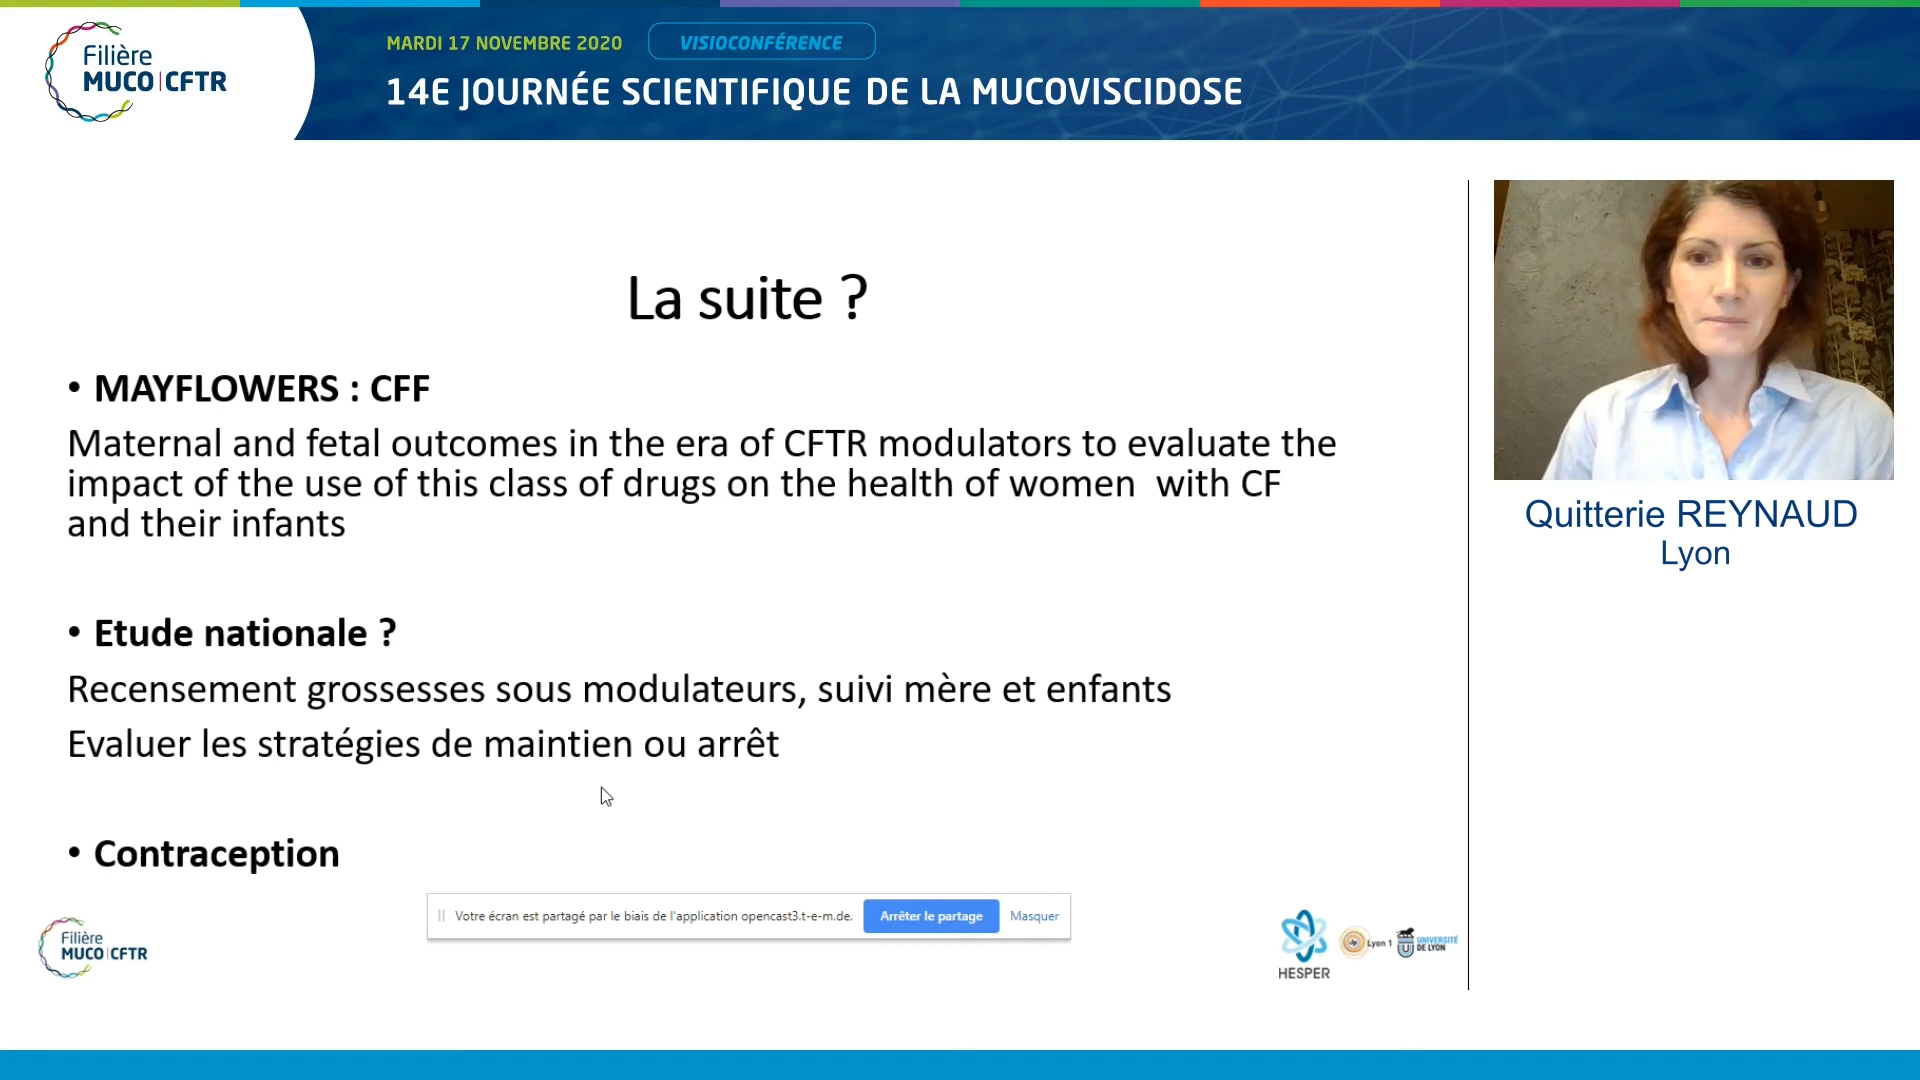 Filière
MUCO|CFTR
MARDI 17 NOVEMBRE 2020
VISIOCONFÉRENCE
14E JOURNÉE SCIENTIFIQUE DE LA MUCOVISCIDOSE
La suite ?
• MAYFLOWERS : CFF
Maternal and fetal outcomes in the era of CFTR modulators to evaluate the
impact of the use of this class of drugs on the health of women  with CF
and their infants
• Etude nationale ?
Recensement grossesses sous modulateurs, suivi mère et enfants
Evaluer les stratégies de maintien ou arrêt
• Contraception
Votre écran est partagé par le biais de l'application opencast3.t-e-m.de.
Arrêter le partage
Masquer
Filière
MUCO|CFTR
HESPER
Lyon 1
UNIVERSITÉ
DE LYON
Quitterie REYNAUD
Lyon